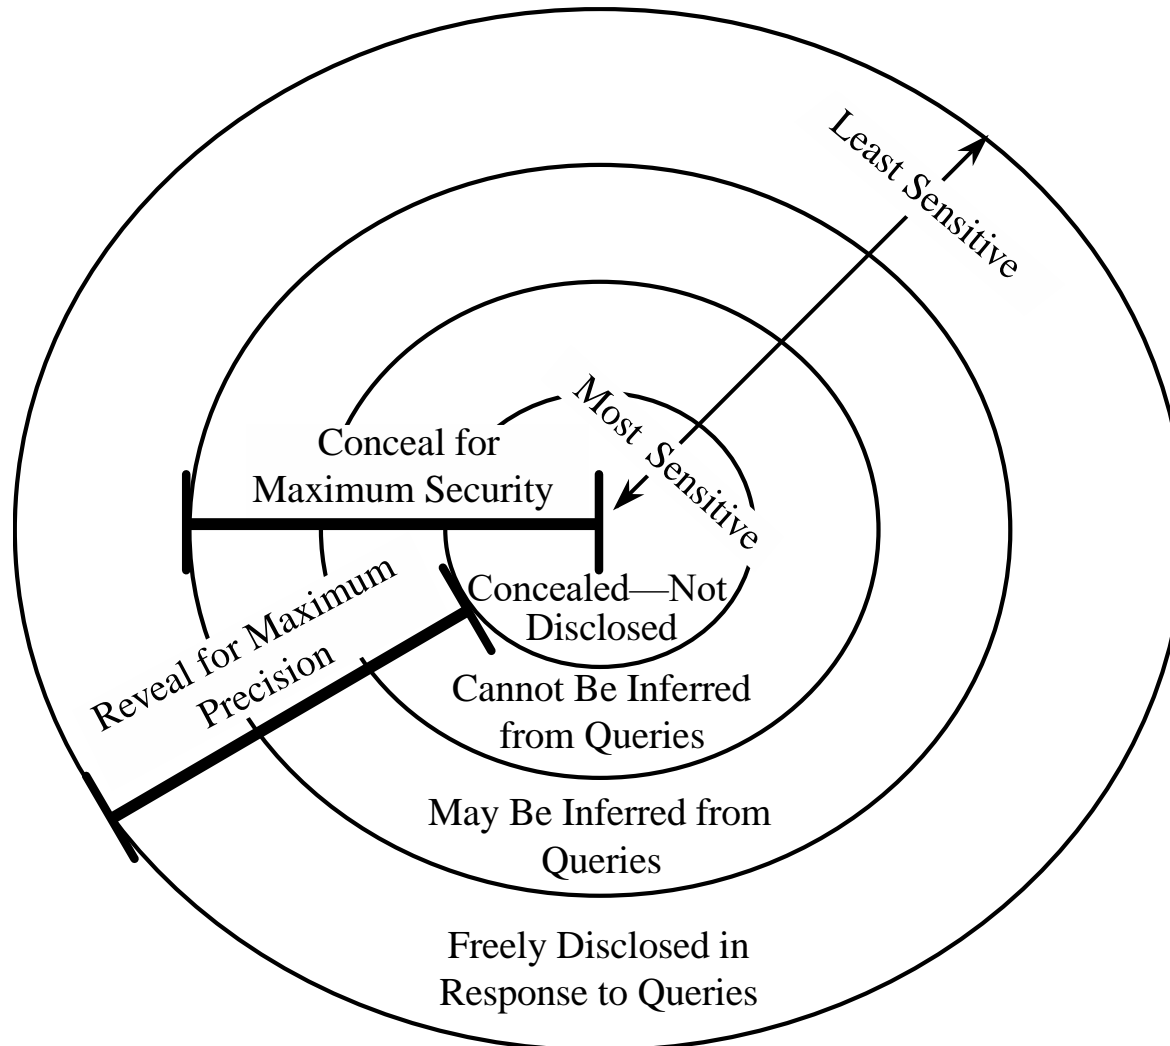 Least Sensitive
Most Sensitive
Conceal for
Maximum Security
Reveal for Maximum
Precision
Concealed—Not
Disclosed
Cannot Be Inferred
from Queries
May Be Inferred from
Queries
Freely Disclosed in
Response to Queries